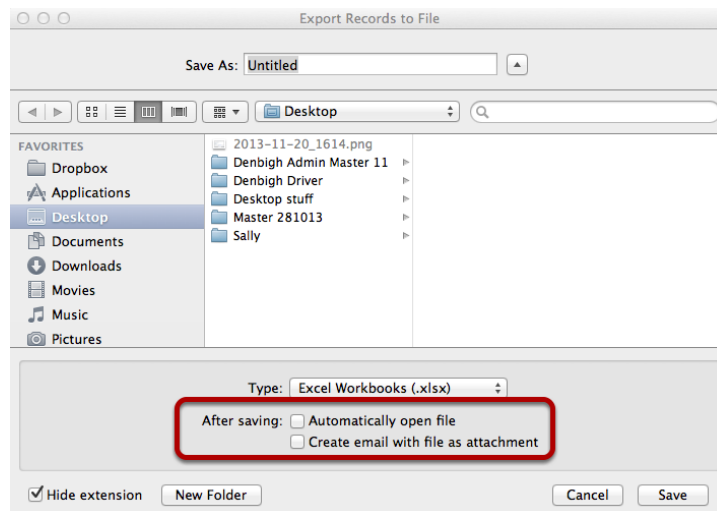 Export Records to File
Save As: Untitled
Desktop
FAVORITES
Dropbox
Applications
Desktop
Documents
Downloads
Movies
Music
Pictures
2013-11-20_1614.png
Denbigh Admin Master 11
Denbigh Driver
Desktop stuff
Master 281013
Sally
Type: Excel Workbooks (.xlsx)
After saving: Automatically open file
Create email with file as attachment
Hide extension New Folder Cancel Save